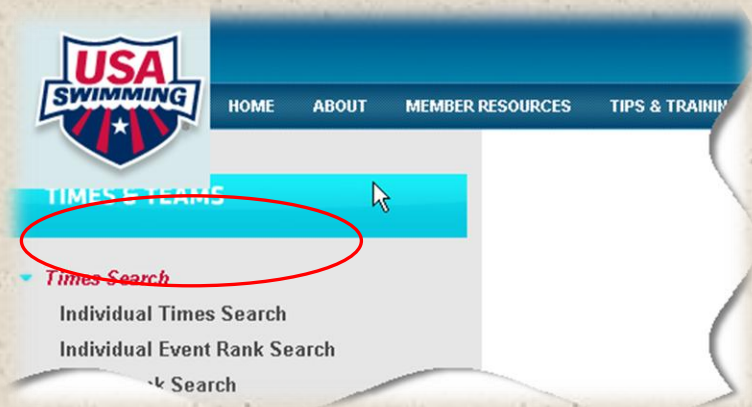 USA
SWIMMING
HOME ABOUT MEMBER RESOURCES TIPS &
TIMES & TEAMS
Times Search
Individual Times Search
Individual Event Rank Search
Search